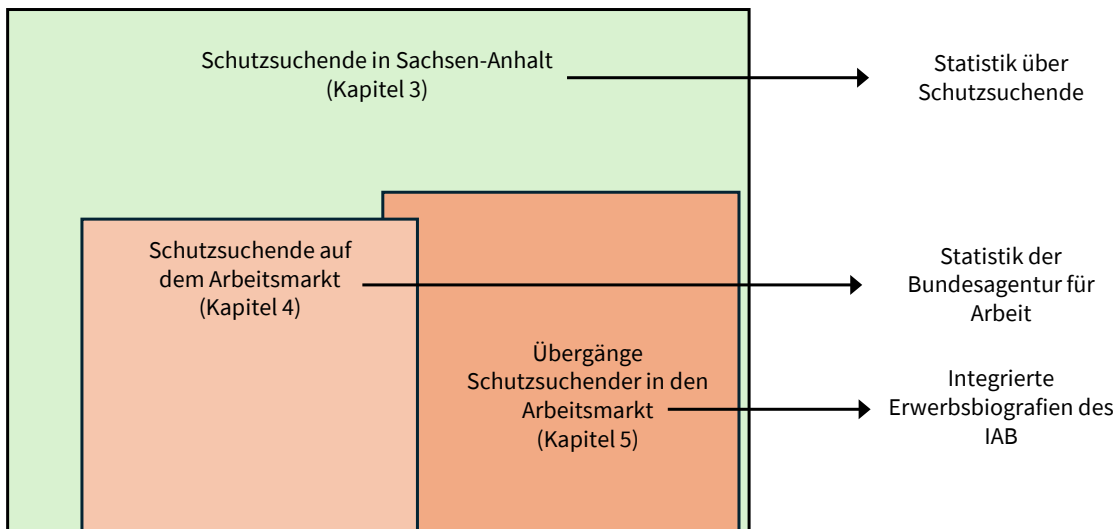 Schutzsuchende in Sachsen-Anhalt
(Kapitel 3)
Statistik über
Schutzsuchende
Schutzsuchende auf
dem Arbeitsmarkt
(Kapitel 4)
Statistik der
Bundesagentur für
Arbeit
Übergänge
Schutzsuchender in den
Arbeitsmarkt
(Kapitel 5)
Integrierte
Erwerbsbiografien des
IAB